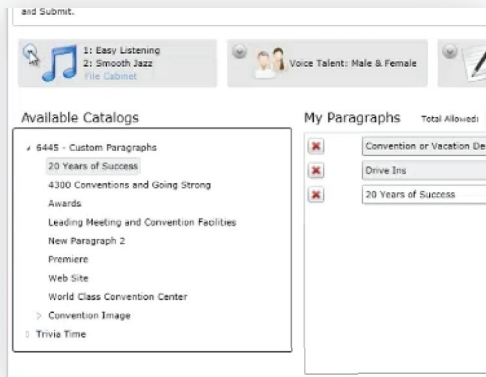 and Submit.
1: Easy Listening
2: Smooth Jazz
File Cabinet
Voice Talent: Male & Female
Available Catalogs
6445 - Custom Paragraphs
20 Years of Success
4300 Conventions and Going Strong
Awards
Leading Meeting and Convention Facilities
New Paragraph 2
Premiere
Web Site
World Class Convention Center
Convention Image
Trivia Time
My Paragraphs Total Allowed:
Convention or Vacation De
Drive Ins
20 Years of Success